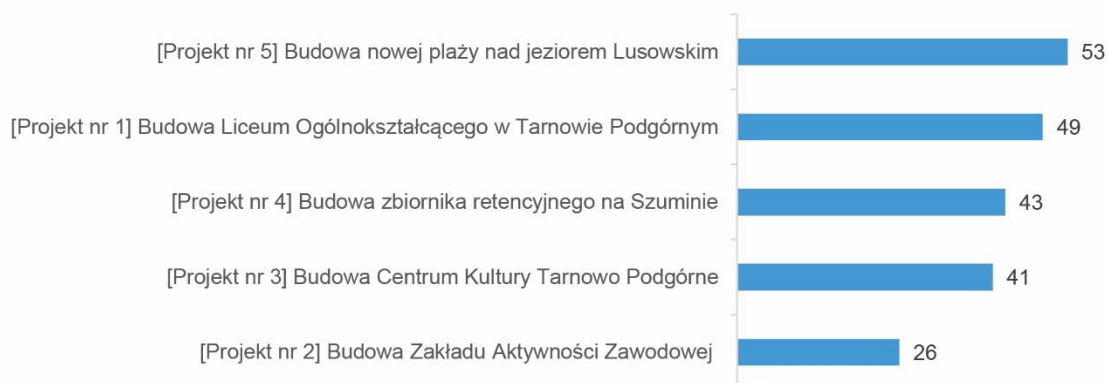 [Projekt nr 5] Budowa nowej plaży nad jeziorem Lusowskim 53
[Projekt nr 1] Budowa Liceum Ogólnokształcącego w Tarnowie Podgórnym 49
[Projekt nr 4] Budowa zbiornika retencyjnego na Szuminie 43
[Projekt nr 3] Budowa Centrum Kultury Tarnowo Podgórne 41
[Projekt nr 2] Budowa Zakładu Aktywności Zawodowej 26